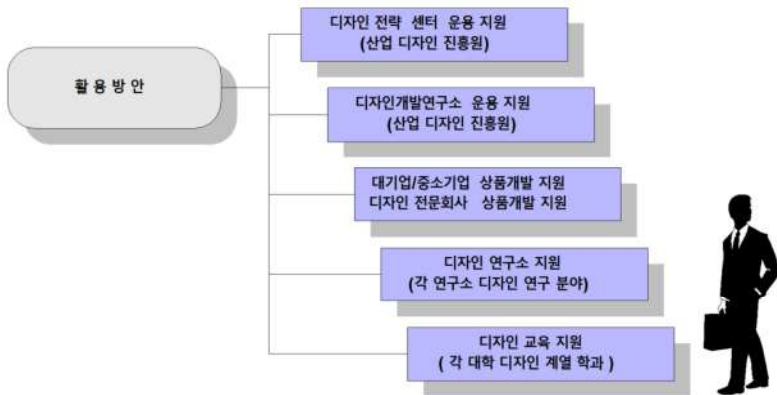 활 용 방 안
디자인 전략 센터 운용 지원
(산업 디자인 진흥원)
디자인개발연구소 운용 지원
(산업 디자인 진흥원)
대기업/중소기업 상품개발 지원
디자인 전문회사 상품개발 지원
디자인 연구소 지원
(각 연구소 디자인 연구 분야)
디자인 교육 지원
( 각 대학 디자인 계열 학과 )